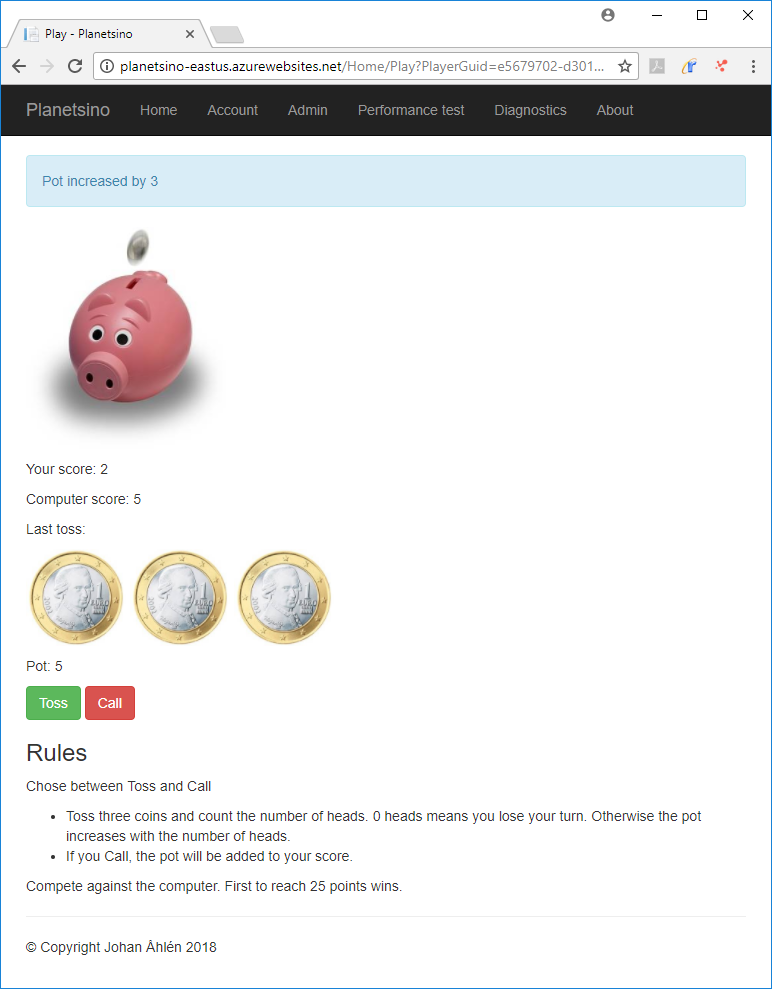 Play - Planetsino
planetsino-eastus.azurewebsites.net/Home/Play?PlayerGuid=e5679702-d301...
Planetsino Home Account Admin Performance test Diagnostics About
Pot increased by 3
Your score: 2
Computer score: 5
Last toss:
Pot: 5
Toss Call
Rules
Chose between Toss and Call
• Toss three coins and count the number of heads. 0 heads means you lose your turn. Otherwise the pot
increases with the number of heads.
• If you Call, the pot will be added to your score.
Compete against the computer. First to reach 25 points wins.
© Copyright Johan Åhlén 2018